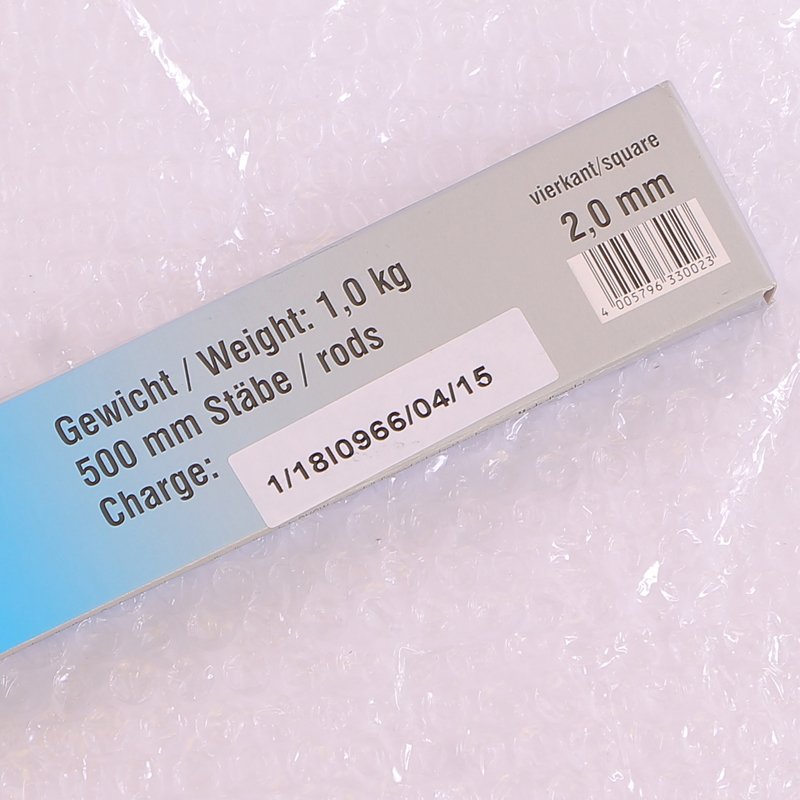 vierkant/square
2,0 mm
4 005796 330023
Gewicht / Weight: 1,0 kg
500 mm Stäbe / rods
Charge: 1/18I0966/04/15